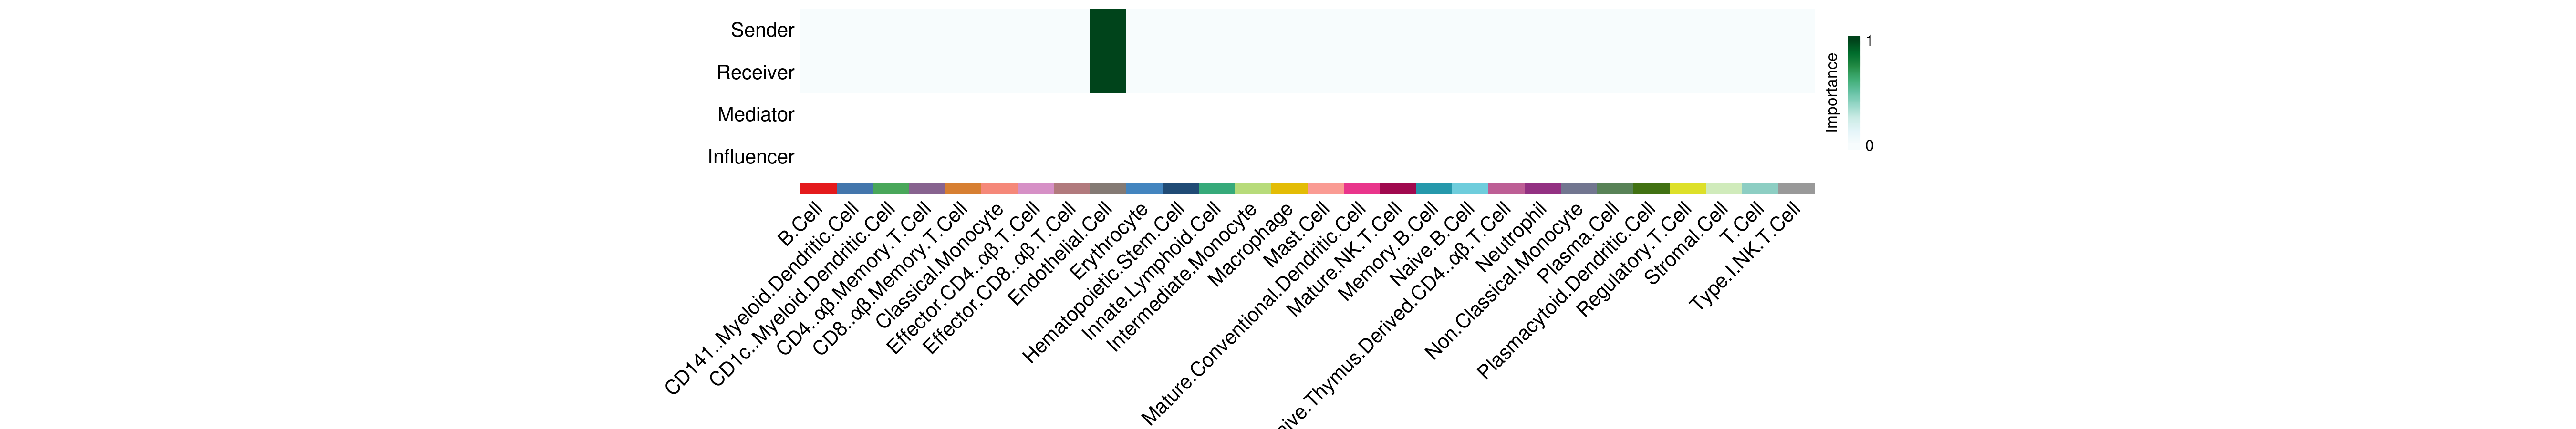 Sender
Receiver
Mediator
Influencer
Importance
1
0
B.Cell
CD141..Myeloid.Dendritic.Cell
CD1c..Myeloid.Dendritic.Cell
CD4..αβ.Memory.T.Cell
CD8..αβ.Memory.T.Cell
Classical.Monocyte
Effector.CD4..αβ.T.Cell
Effector.CD8..αβ.T.Cell
Endothelial.Cell
Erythrocyte
Hematopoietic.Stem.Cell
Innate.Lymphoid.Cell
Intermediate.Monocyte
Macrophage
Mast.Cell
Mature.Conventional.Dendritic.Cell
Mature.NK.T.Cell
Memory.B.Cell
Naive.B.Cell
ive.Thymus.Derived.CD4..αβ.T.Cell
Neutrophil
Non.Classical.Monocyte
Plasma.Cell
Plasmacytoid.Dendritic.Cell
Regulatory.T.Cell
Stromal.Cell
T.Cell
Type.I.NK.T.Cell